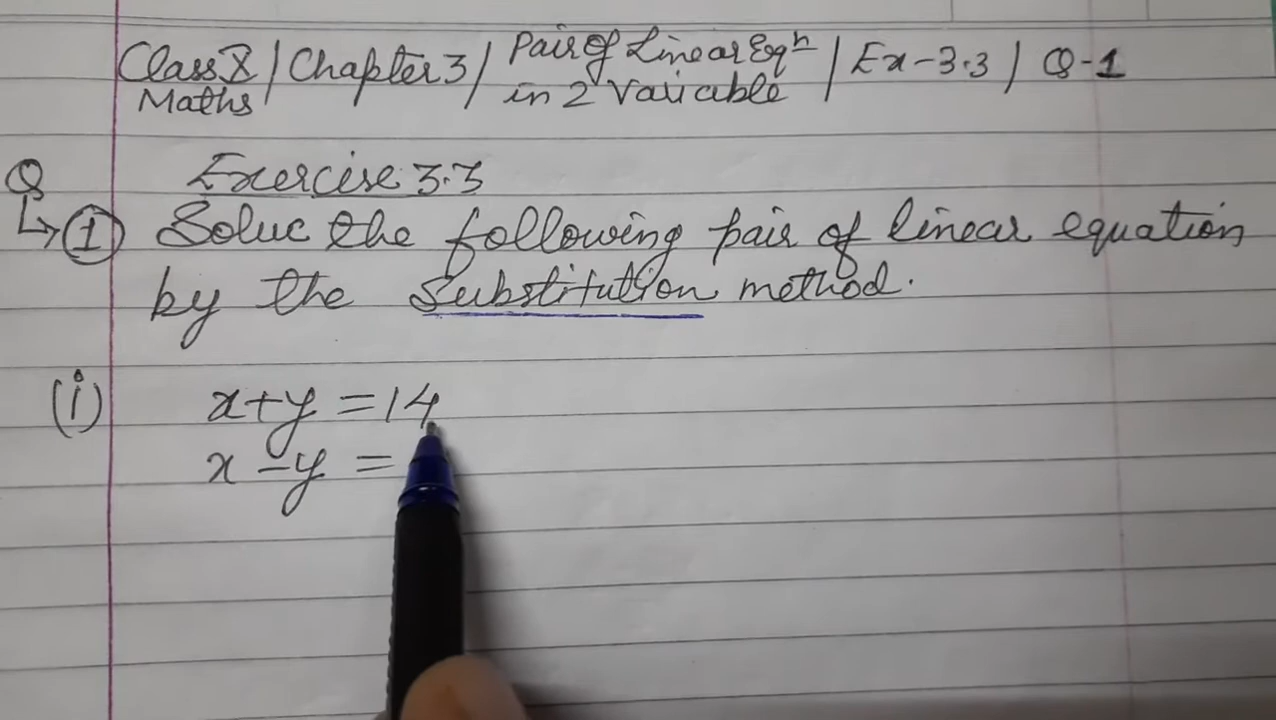 Class X / Chapter 3 / Pair of Linear Eqⁿ / Ex-3.3 / Q-1
Maths in 2 Variable
Q Exercise 3.3
① Solve the following pair of linear equation
by the substitution method.
(i) x+y =14
x -y =